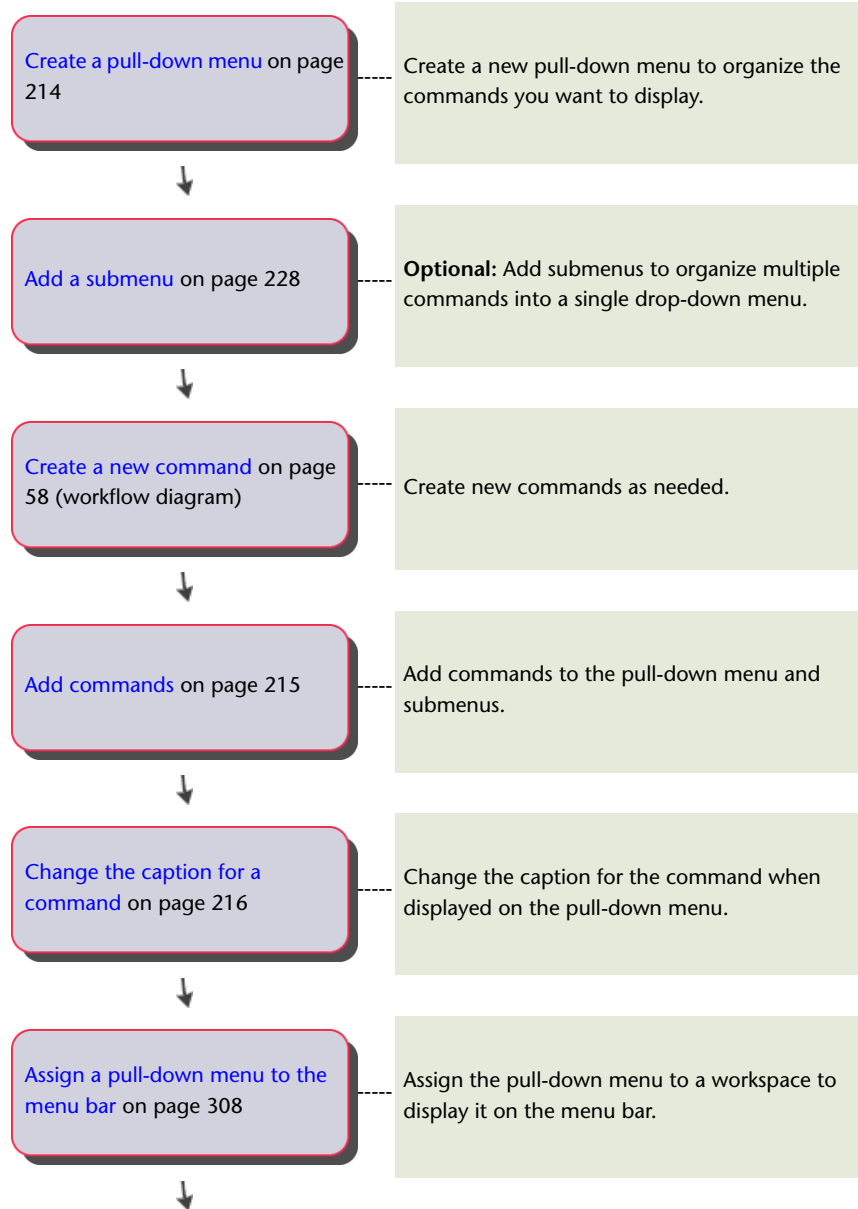 Create a pull-down menu on page
214
Create a new pull-down menu to organize the
commands you want to display.
Add a submenu on page 228
Optional: Add submenus to organize multiple
commands into a single drop-down menu.
Create a new command on page
58 (workflow diagram)
Create new commands as needed.
Add commands on page 215
Add commands to the pull-down menu and
submenus.
Change the caption for a
command on page 216
Change the caption for the command when
displayed on the pull-down menu.
Assign a pull-down menu to the
menu bar on page 308
Assign the pull-down menu to a workspace to
display it on the menu bar.